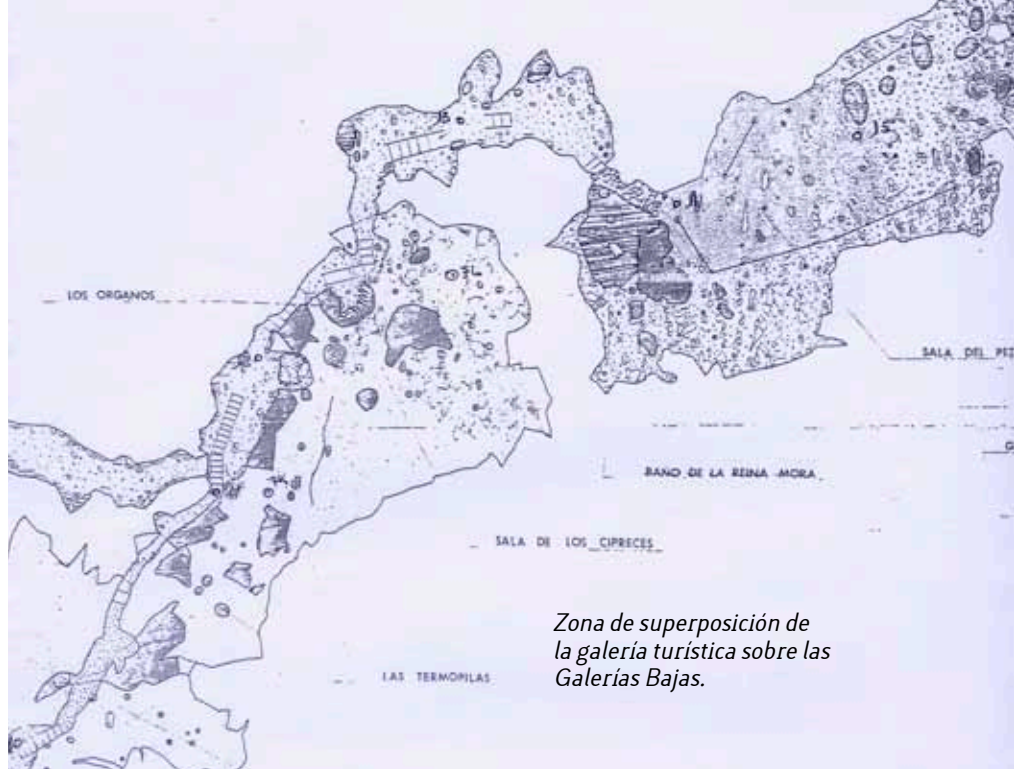 LOS ORGANOS
SALA DEL
BAÑO DE LA REINA MORA
SALA DE LOS CIPRECES
Zona de superposición de
la galería turística sobre las
Galerías Bajas.
LAS TERMOPILAS